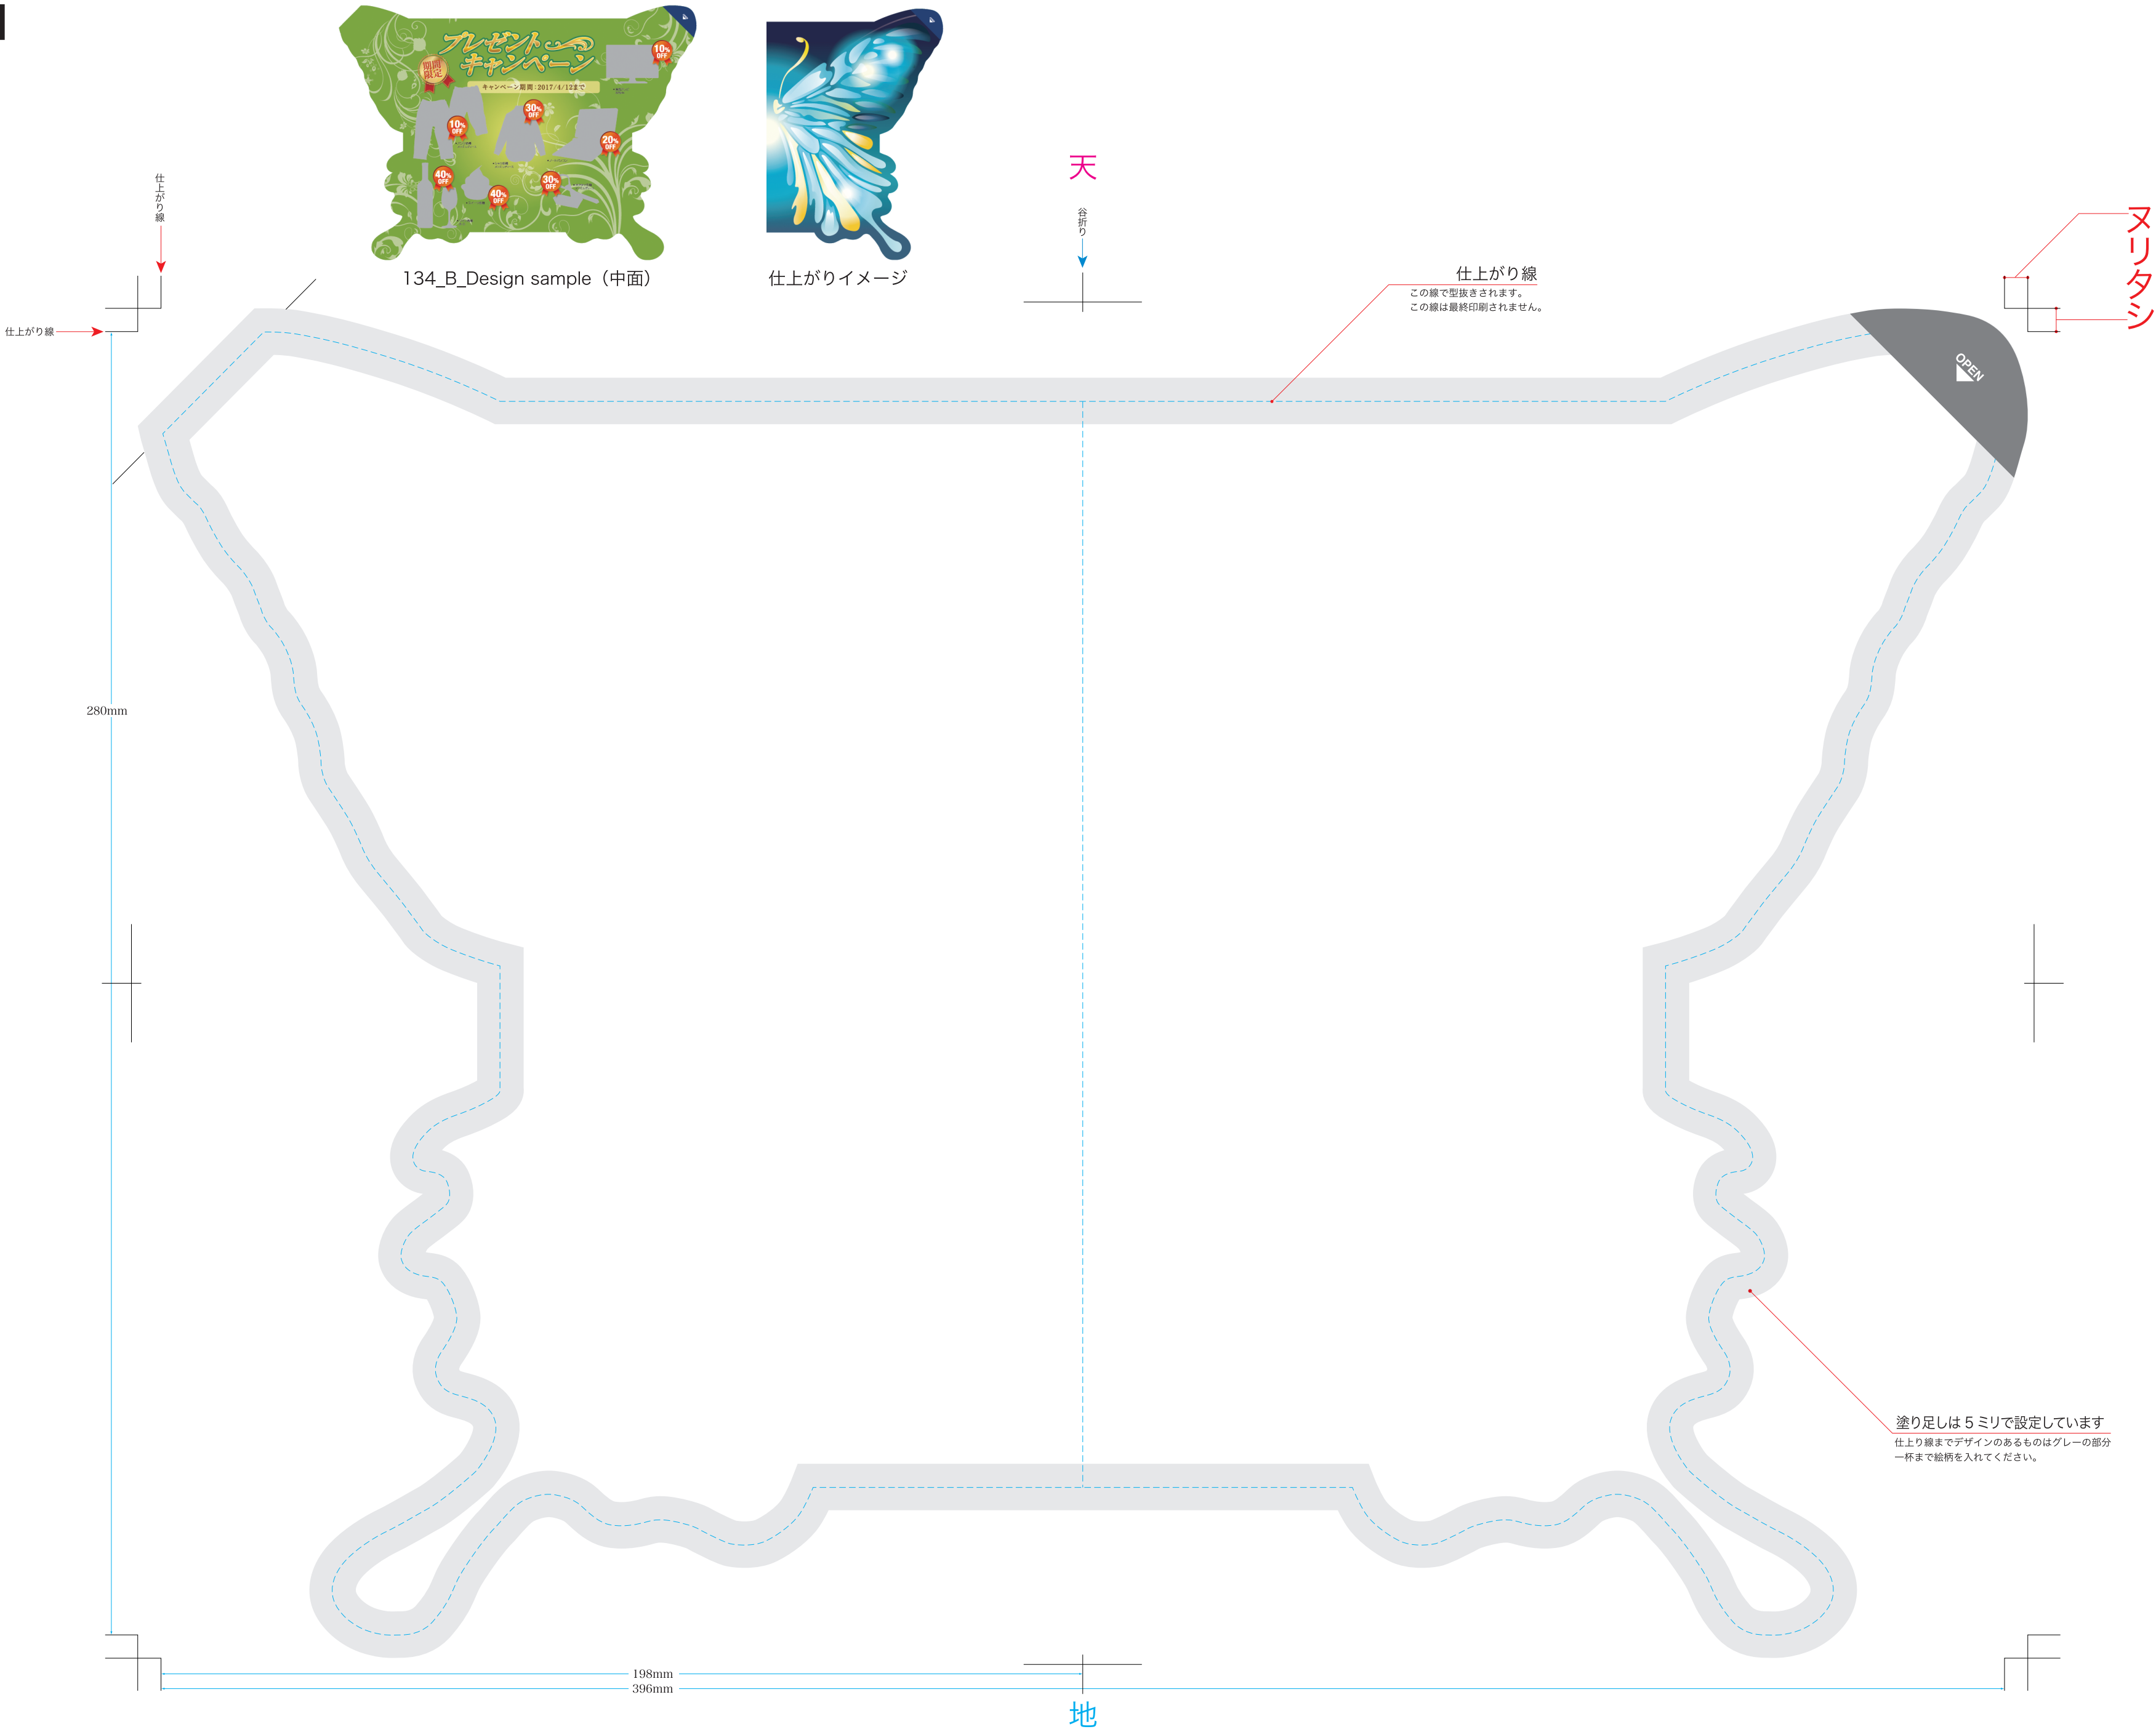 プレゼント
キャンペーン
期間
限定
キャンペーン期間：2017/4/12まで
10%
OFF
10%
OFF
30%
OFF
20%
OFF
40%
OFF
40%
OFF
30%
OFF
134_B_Design sample（中面）
仕上がりイメージ
天
谷折り
仕上がり線
仕上がり線
仕上がり線
この線で型抜きされます。
この線は最終印刷されません。
ヌリタシ
OPEN
280mm
塗り足しは 5 ミリで設定しています
仕上り線までデザインのあるものはグレーの部分
一杯まで絵柄を入れてください。
198mm
396mm
地